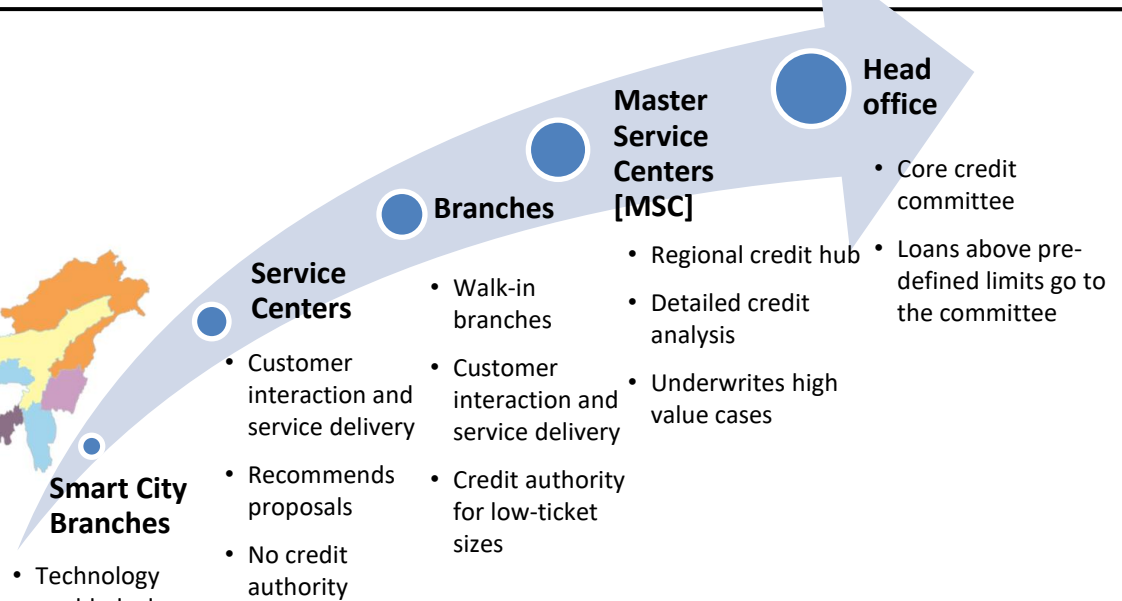 Smart City
Branches
• Technology
Service
Centers
• Customer
interaction and
service delivery
• Recommends
proposals
• No credit
authority
Branches
• Walk-in
branches
• Customer
interaction and
service delivery
• Credit authority
for low-ticket
sizes
Master
Service
Centers
[MSC]
• Regional credit hub
• Detailed credit
analysis
• Underwrites high
value cases
Head
office
• Core credit
committee
• Loans above pre-
defined limits go to
the committee